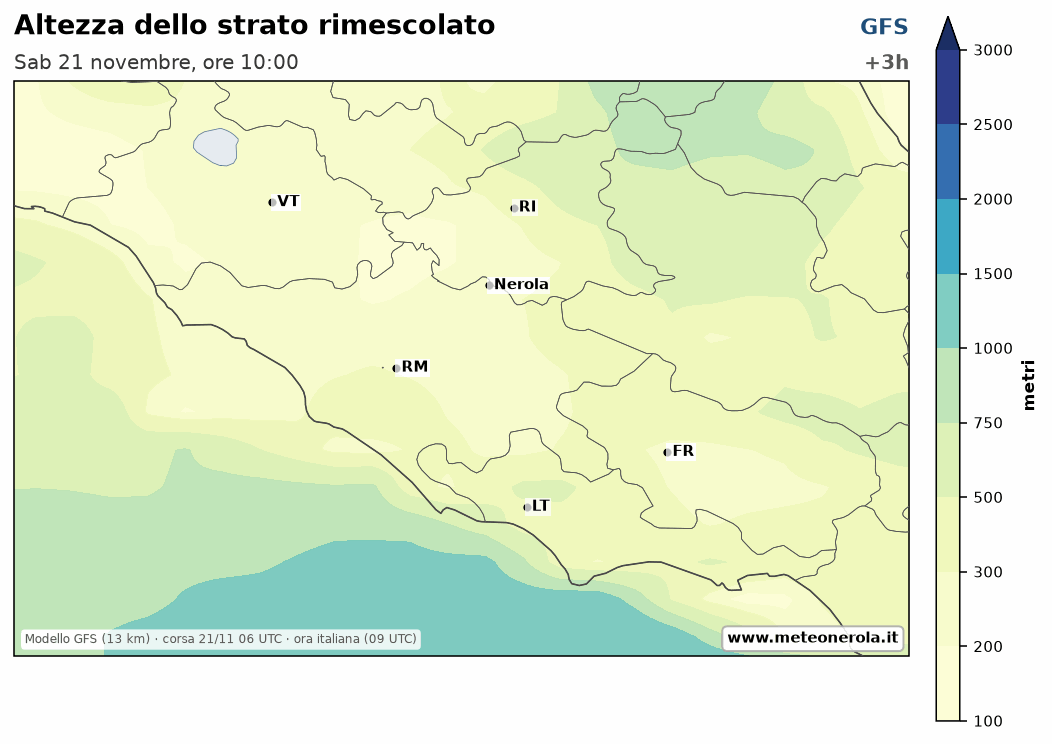 Altezza dello strato rimescolato
GFS
Sab 21 novembre, ore 10:00
+3h
VT
RI
Nerola
RM
FR
LT
Modello GFS (13 km) · corsa 21/11 06 UTC · ora italiana (09 UTC)
www.meteonerola.it
3000
2500
2000
1500
1000
750
500
300
200
100
metri